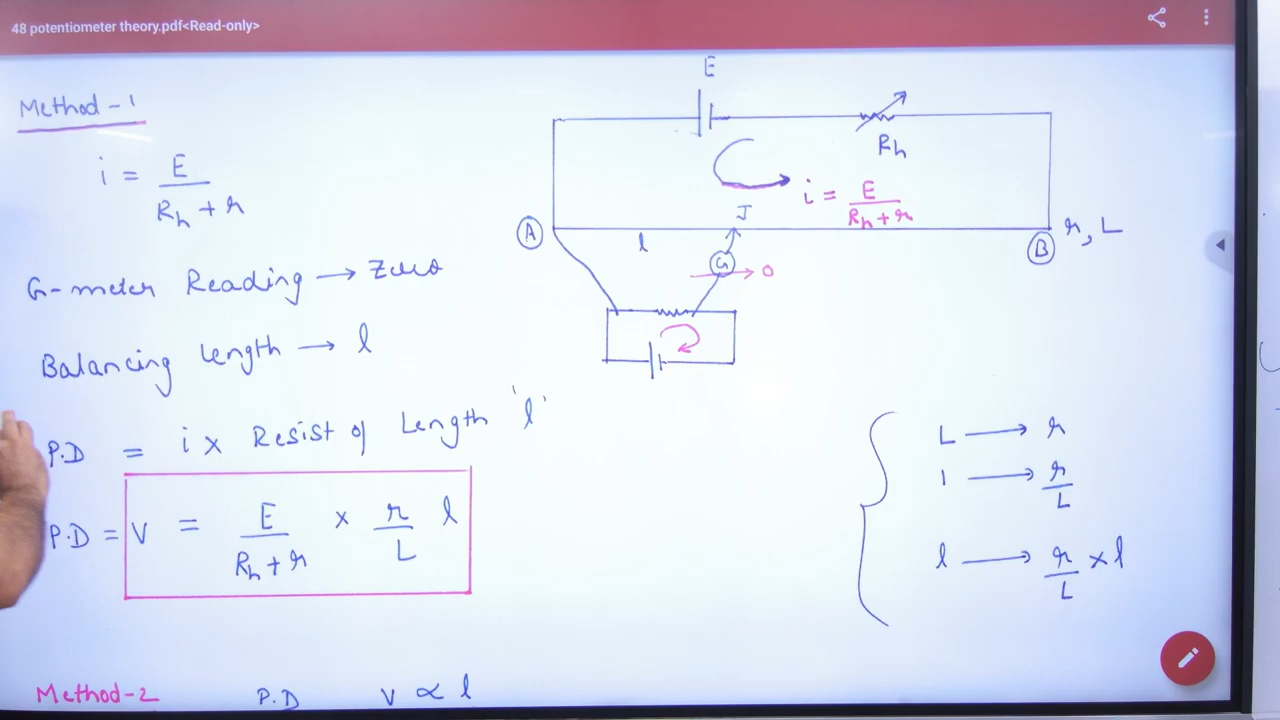 48 potentiometer theory.pdf<Read-only>
Method-1
i = E / (Rh + r)
G-meter Reading → Zero
Balancing Length → l
P.D = i x Resist of Length 'l'
P.D = V = E / (Rh + r) x r / L l
Method-2 P.D V ∝ l
E
Rh
i = E / (Rh + r)
J
A
l
B
r, L
G
0
L → r
1 → r / L
l → r / L x l